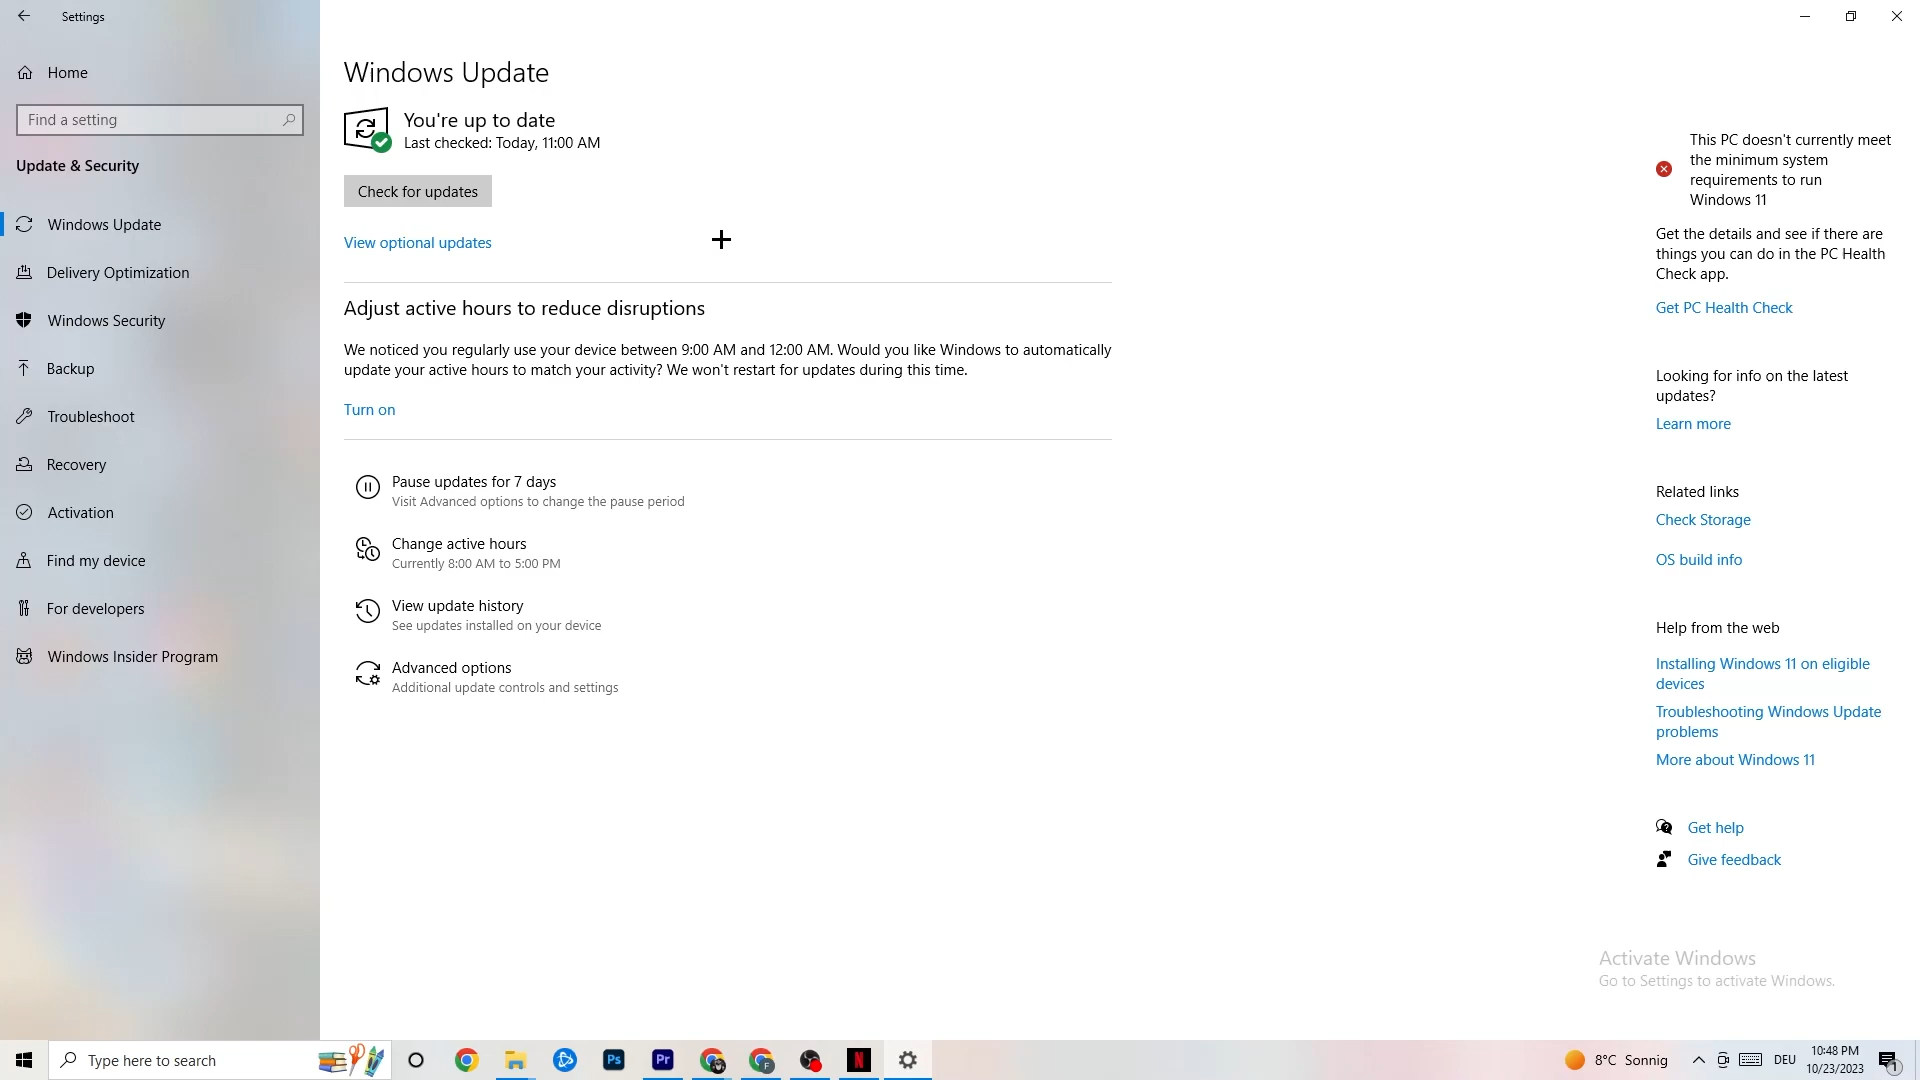 Settings
Home
Find a setting
Update & Security
Windows Update
Delivery Optimization
Windows Security
Backup
Troubleshoot
Recovery
Activation
Find my device
For developers
Windows Insider Program
Windows Update
You're up to date
Last checked: Today, 11:00 AM
Check for updates
View optional updates
Adjust active hours to reduce disruptions
We noticed you regularly use your device between 9:00 AM and 12:00 AM. Would you like Windows to automatically
update your active hours to match your activity? We won't restart for updates during this time.
Turn on
Pause updates for 7 days
Visit Advanced options to change the pause period
Change active hours
Currently 8:00 AM to 5:00 PM
View update history
See updates installed on your device
Advanced options
Additional update controls and settings
This PC doesn't currently meet
the minimum system
requirements to run
Windows 11
Get the details and see if there are
things you can do in the PC Health
Check app.
Get PC Health Check
Looking for info on the latest
updates?
Learn more
Related links
Check Storage
OS build info
Help from the web
Installing Windows 11 on eligible
devices
Troubleshooting Windows Update
problems
More about Windows 11
Get help
Give feedback
Activate Windows
Go to Settings to activate Windows.
Type here to search
Ps
Pr
F
N
8°C Sonnig
DEU
10:48 PM
10/23/2023
1